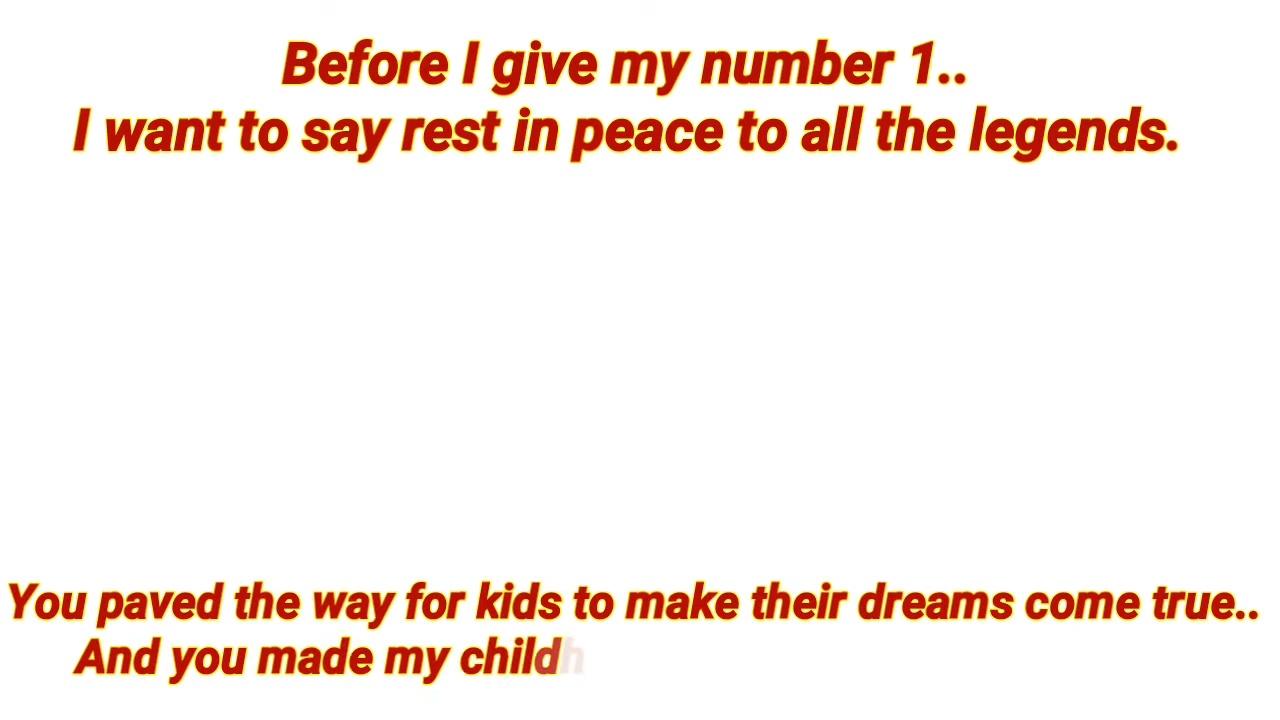 Before I give my number 1..
I want to say rest in peace to all the legends.
You paved the way for kids to make their dreams come true..
And you made my childh